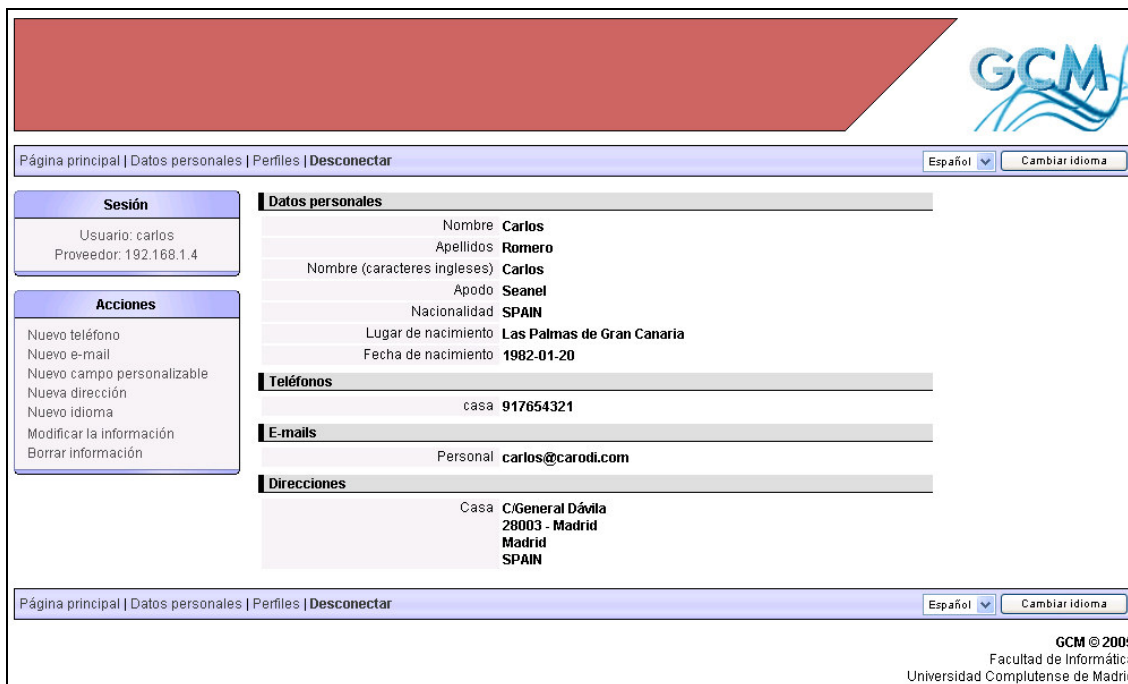 GCM
Página principal | Datos personales | Perfiles | Desconectar
Español
Cambiar idioma
Sesión
Usuario: carlos
Proveedor: 192.168.1.4
Acciones
Nuevo teléfono
Nuevo e-mail
Nuevo campo personalizable
Nueva dirección
Nuevo idioma
Modificar la información
Borrar información
Datos personales
Nombre Carlos
Apellidos Romero
Nombre (caracteres ingleses) Carlos
Apodo Seanel
Nacionalidad SPAIN
Lugar de nacimiento Las Palmas de Gran Canaria
Fecha de nacimiento 1982-01-20
Teléfonos
casa 917654321
E-mails
Personal carlos@carodi.com
Direcciones
Casa C/General Dávila
28003 - Madrid
Madrid
SPAIN
Página principal | Datos personales | Perfiles | Desconectar
Español
Cambiar idioma
GCM ©
Facultad de Informática
Universidad Complutense de Madrid